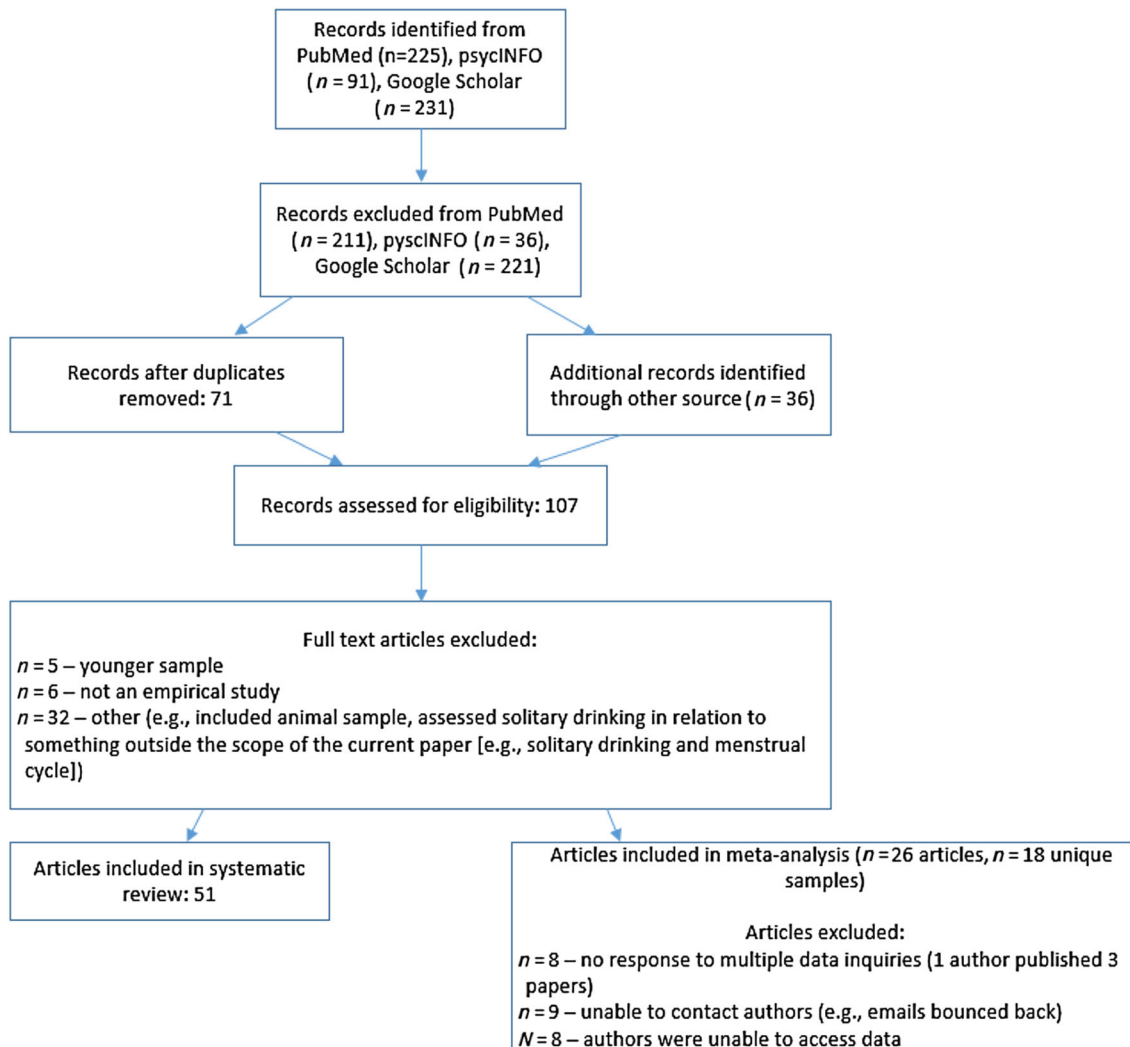 Records identified from
PubMed (n=225), psycINFO
(n = 91), Google Scholar
(n = 231)
Records excluded from PubMed
(n = 211), pyscINFO (n = 36),
Google Scholar (n = 221)
Records after duplicates
removed: 71
Additional records identified
through other source (n = 36)
Records assessed for eligibility: 107
Full text articles excluded:
n = 5 – younger sample
n = 6 – not an empirical study
n = 32 – other (e.g., included animal sample, assessed solitary drinking in relation to
something outside the scope of the current paper [e.g., solitary drinking and menstrual
cycle])
Articles included in systematic
review: 51
Articles included in meta-analysis (n = 26 articles, n = 18 unique
samples)
Articles excluded:
n = 8 – no response to multiple data inquiries (1 author published 3
papers)
n = 9 – unable to contact authors (e.g., emails bounced back)
N = 8 – authors were unable to access data